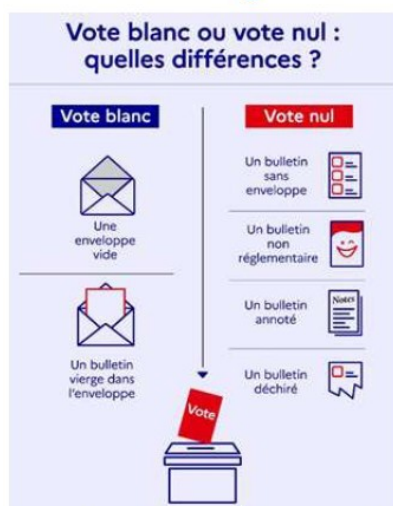 Vote blanc ou vote nul :
quelles différences ?
Vote blanc
Une
enveloppe
vide
Un bulletin
vierge dans
l'enveloppe
Vote nul
Un bulletin
sans
enveloppe
Un bulletin
non
réglementaire
Un bulletin
annoté
Notes
Un bulletin
déchiré
Vote